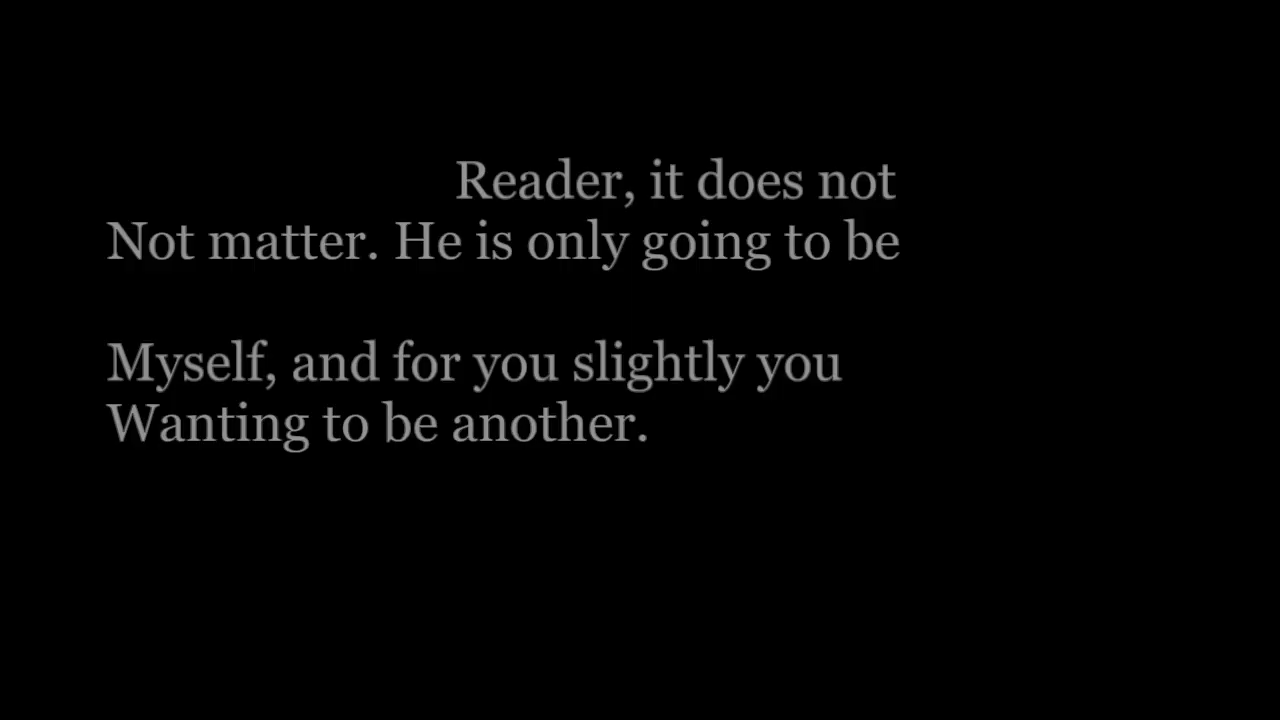 Reader, it does not
Not matter. He is only going to be
Myself, and for you slightly you
Wanting to be another.